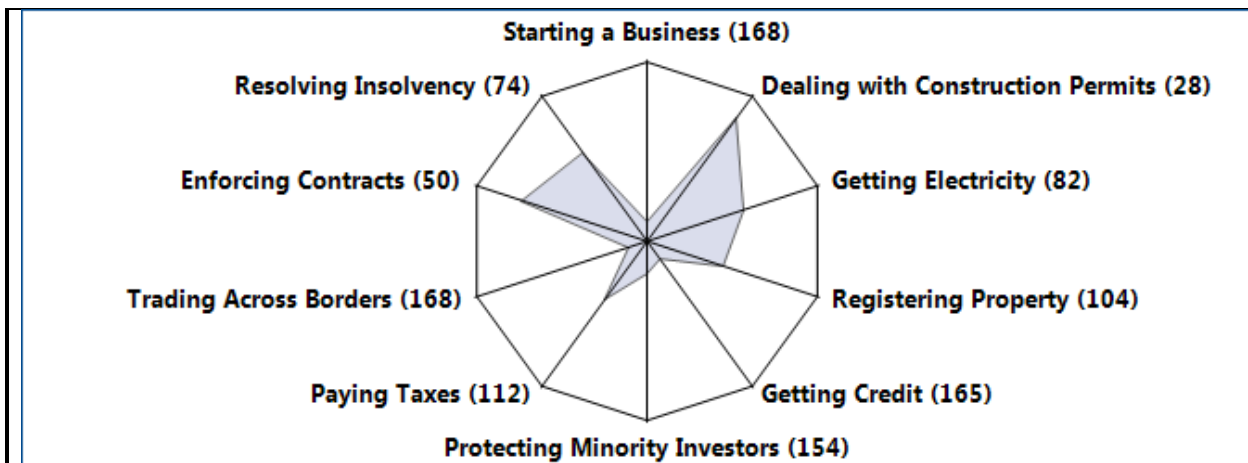 Starting a Business (168)
Resolving Insolvency (74)
Dealing with Construction Permits (28)
Enforcing Contracts (50)
Getting Electricity (82)
Trading Across Borders (168)
Registering Property (104)
Paying Taxes (112)
Getting Credit (165)
Protecting Minority Investors (154)